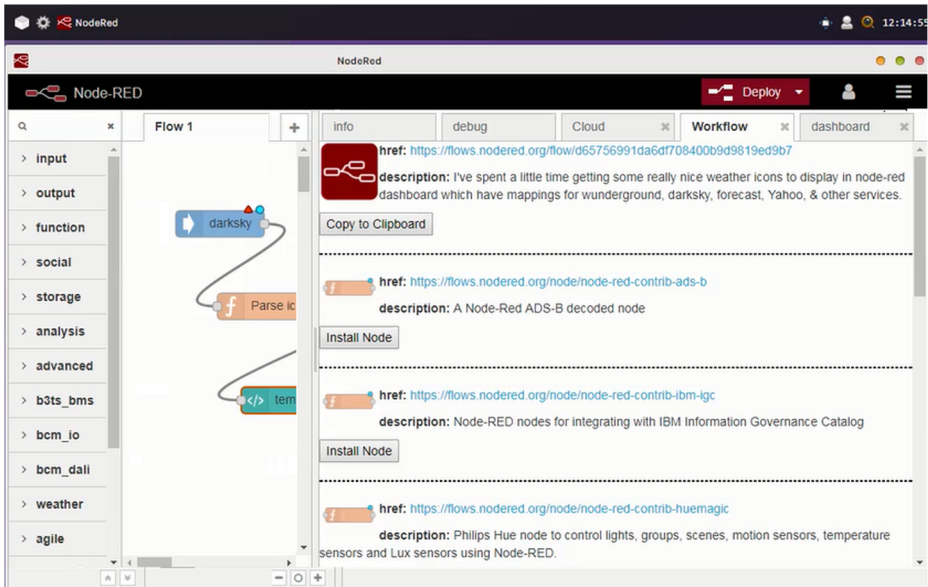 NodeRed
12:14:55
NodeRed
Node-RED
Deploy
Flow 1
info
debug
Cloud
Workflow
dashboard
input
output
function
social
storage
analysis
advanced
b3ts_bms
bcm_io
bcm_dali
weather
agile
darksky
Parse ic
tem
href: https://flows.nodered.org/flow/d65756991da6df708400b9d9819ed9b7
description: I've spent a little time getting some really nice weather icons to display in node-red
dashboard which have mappings for wunderground, darksky, forecast, Yahoo, & other services.
Copy to Clipboard
href: https://flows.nodered.org/node/node-red-contrib-ads-b
description: A Node-Red ADS-B decoded node
Install Node
href: https://flows.nodered.org/node/node-red-contrib-ibm-igc
description: Node-RED nodes for integrating with IBM Information Governance Catalog
Install Node
href: https://flows.nodered.org/node/node-red-contrib-huemagic
description: Philips Hue node to control lights, groups, scenes, motion sensors, temperature
sensors and Lux sensors using Node-RED.